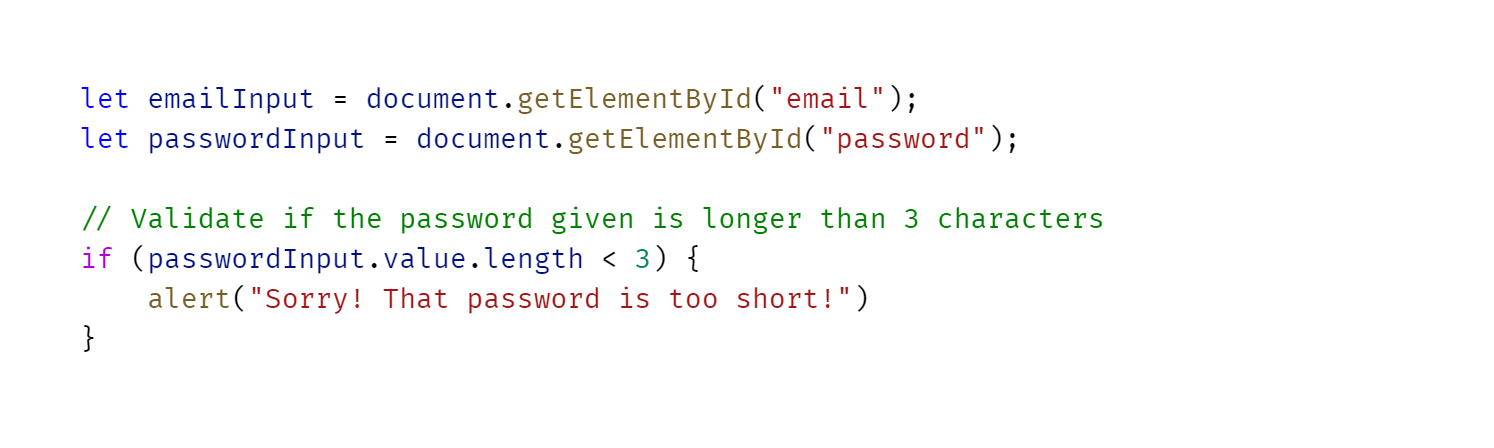 let emailInput = document.getElementById("email");
let passwordInput = document.getElementById("password");
// Validate if the password given is longer than 3 characters
if (passwordInput.value.length < 3) {
    alert("Sorry! That password is too short!")
}